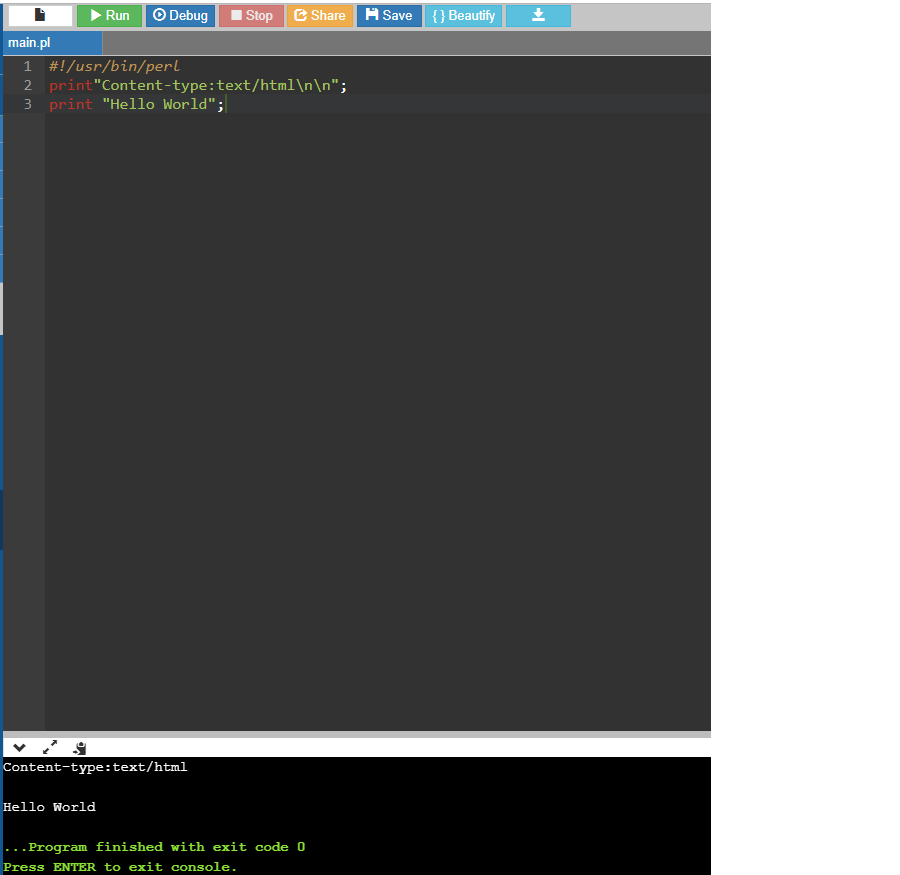 Run Debug Stop Share Save { } Beautify
main.pl
1 #!/usr/bin/perl
2 print"Content-type:text/html\n\n";
3 print "Hello World";
Content-type:text/html
Hello World
...Program finished with exit code 0
Press ENTER to exit console.